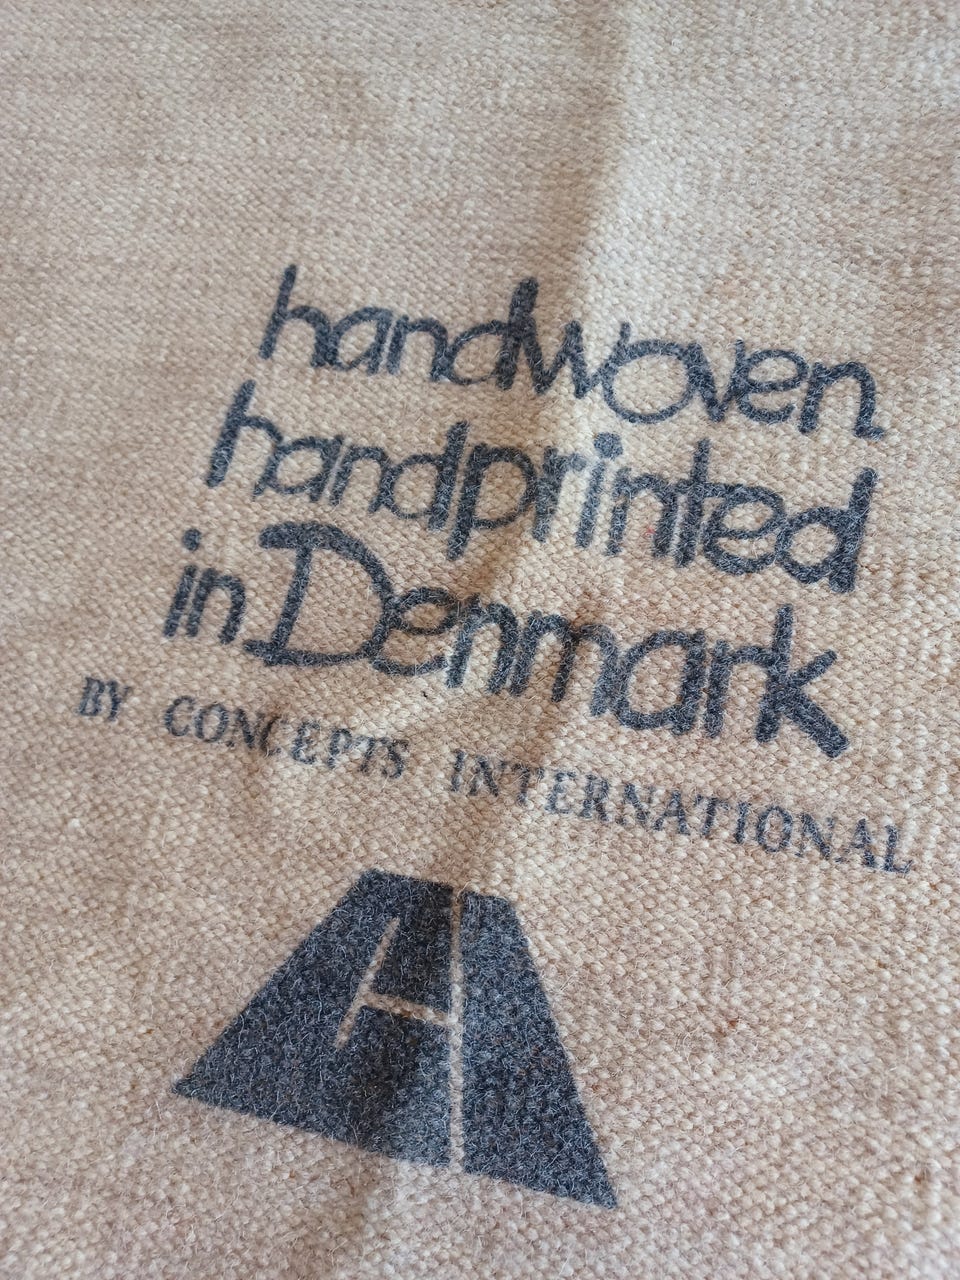 handwoven
handprinted
in Denmark
BY CONCEPTS INTERNATIONAL